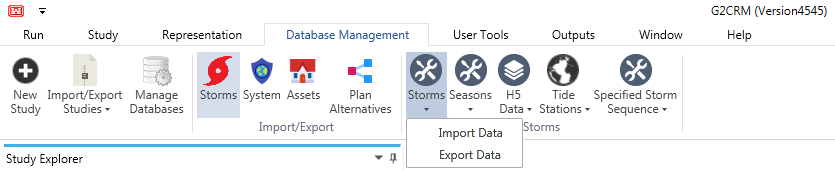 G2CRM (Version4545)
Run Study Representation Database Management User Tools Outputs Window Help
New Study
Import/Export Studies
Manage Databases
Storms
System
Assets
Plan Alternatives
Import/Export
Storms
Seasons
H5 Data
Tide Stations
Specified Storm Sequence
Storms
Import Data
Export Data
Study Explorer